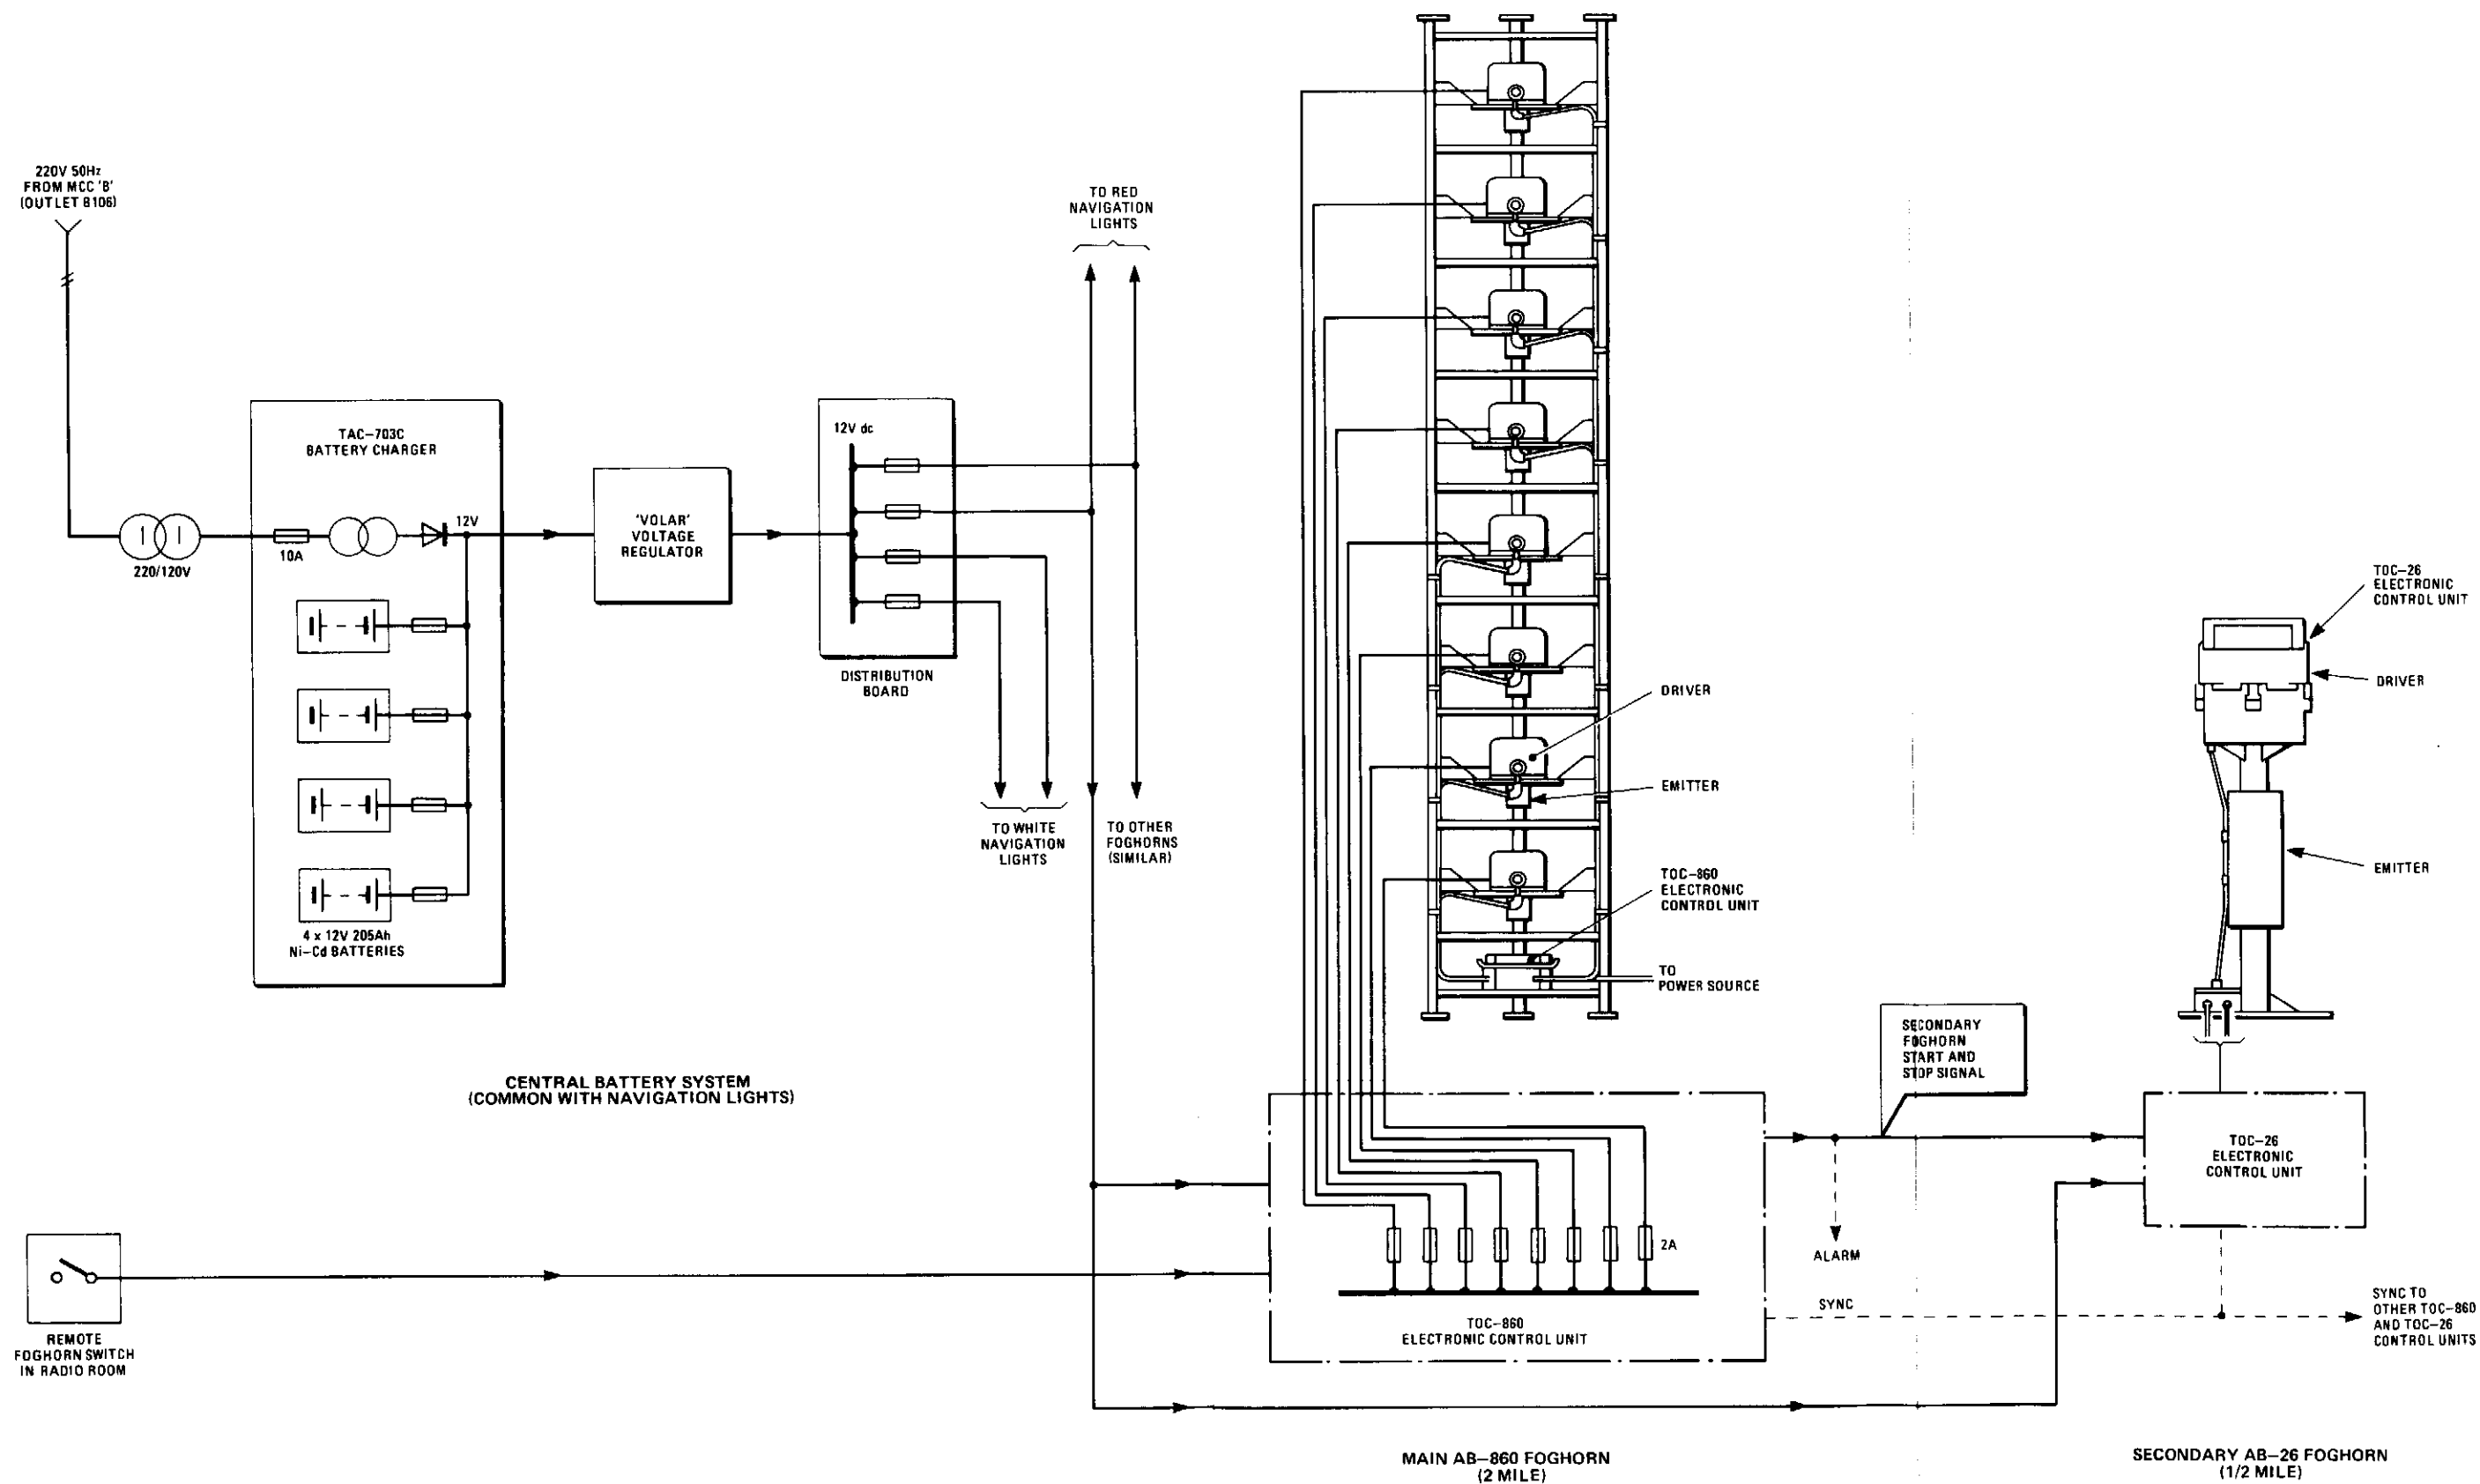 220V 50Hz
FROM MCC 'B'
(OUTLET B106)
220/120V
TAC-703C
BATTERY CHARGER
10A
12V
4 x 12V 205Ah
Ni-Cd BATTERIES
'VOLAR'
VOLTAGE
REGULATOR
12V dc
DISTRIBUTION
BOARD
TO RED
NAVIGATION
LIGHTS
TO WHITE
NAVIGATION
LIGHTS
TO OTHER
FOGHORNS
(SIMILAR)
CENTRAL BATTERY SYSTEM
(COMMON WITH NAVIGATION LIGHTS)
REMOTE
FOGHORN SWITCH
IN RADIO ROOM
DRIVER
EMITTER
TOC-860
ELECTRONIC
CONTROL UNIT
TO
POWER SOURCE
2A
TOC-860
ELECTRONIC CONTROL UNIT
MAIN AB-860 FOGHORN
(2 MILE)
SECONDARY
FOGHORN
START AND
STOP SIGNAL
ALARM
SYNC
TOC-26
ELECTRONIC
CONTROL UNIT
DRIVER
EMITTER
TOC-26
ELECTRONIC
CONTROL UNIT
SYNC TO
OTHER TOC-860
AND TOC-26
CONTROL UNITS
SECONDARY AB-26 FOGHORN
(1/2 MILE)